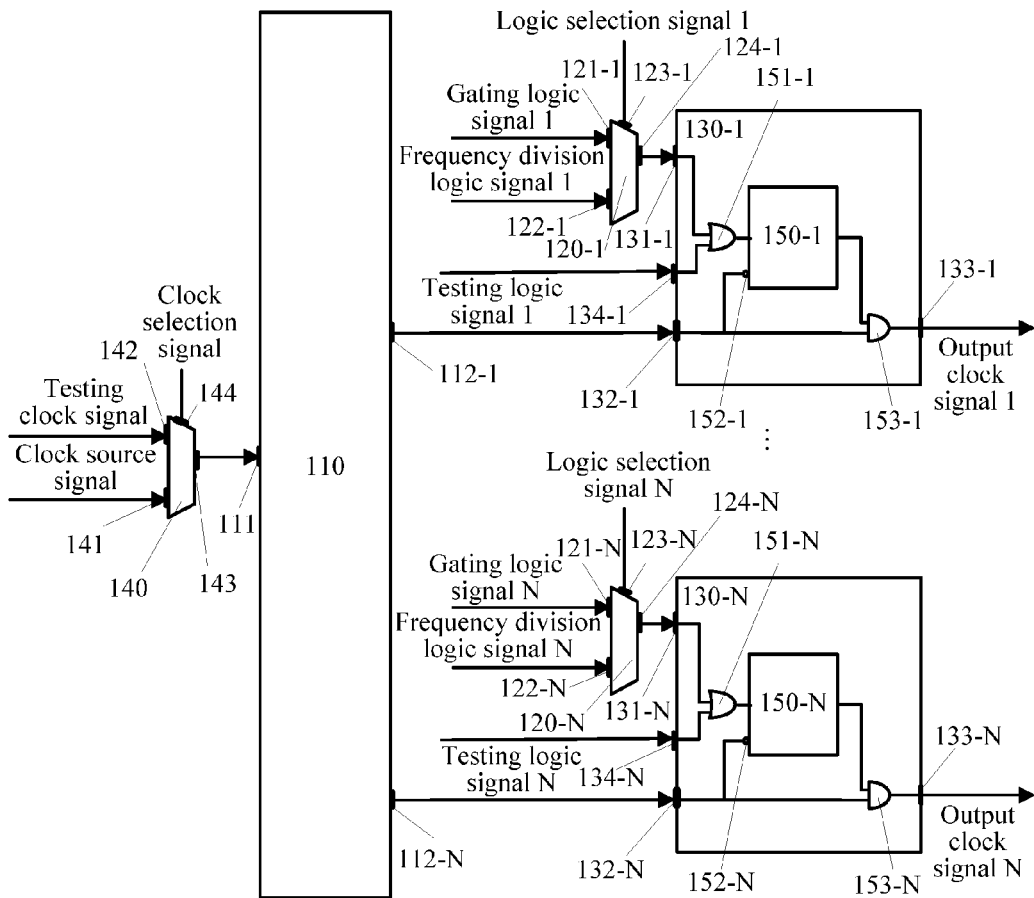 Logic selection signal 1
124-1
121-1
123-1
151-1
Gating logic
signal 1
130-1
Frequency division
logic signal 1
150-1
122-1
120-1
131-1
133-1
Testing logic
signal 1
134-1
Clock
selection
signal
142
144
112-1
132-1
152-1
153-1
Output
clock
signal 1
Testing
clock signal
Clock source
signal
⋮
110
Logic selection
signal N
124-N
141
111
140
143
121-N
123-N
151-N
Gating logic
signal N
130-N
Frequency division
logic signal N
150-N
122-N
120-N
131-N
133-N
Testing logic
signal N
134-N
112-N
132-N
152-N
153-N
Output
clock
signal N